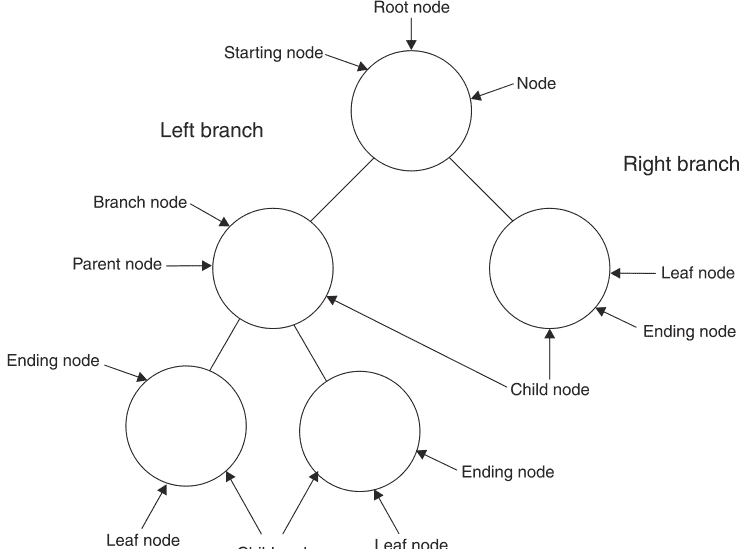 Root node
Starting node
Node
Left branch
Right branch
Branch node
Parent node
Leaf node
Ending node
Ending node
Child node
Ending node
Leaf node
Leaf node